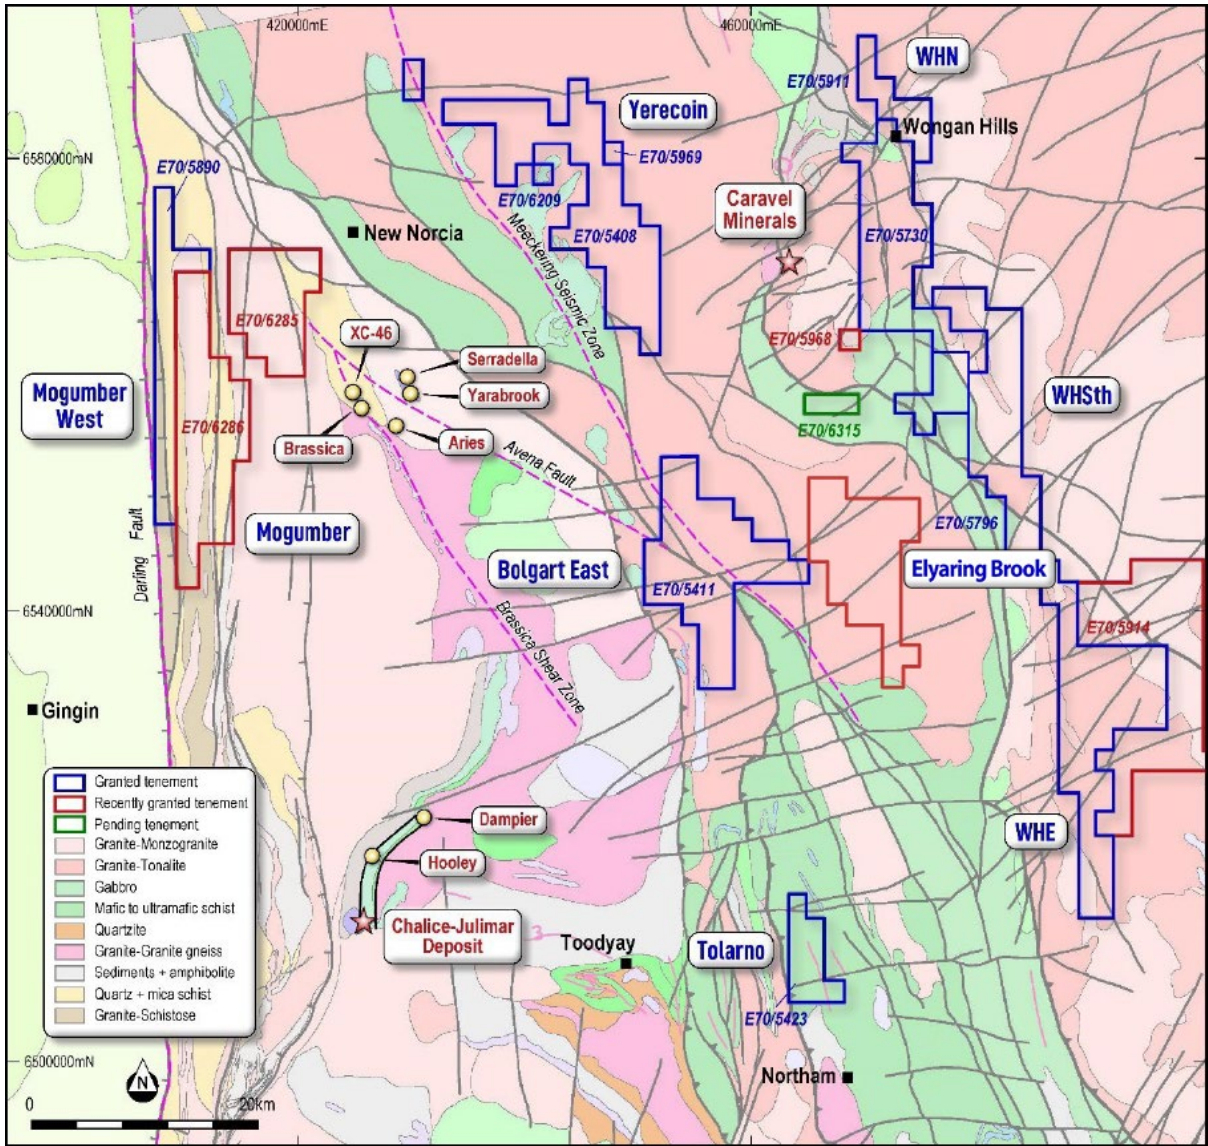 420000mE
460000mE
WHN
E70/5911
Yerecoin
Wongan Hills
6580000mN
E70/5890
E70/5969
E70/6209
Caravel
Minerals
New Norcia
E70/5408
E70/5730
Meeckering Seismic Zone
E70/6285
XC-46
Serradella
E70/5968
Mogumber
West
Yarabrook
WHSth
E70/6286
E70/6315
Brassica
Aries
Avena Fault
Darling Fault
Mogumber
E70/5796
Bolgart East
Elyaring Brook
E70/5411
6540000mN
Brassica Shear Zone
E70/5914
Gingin
Granted tenement
Recently granted tenement
Pending tenement
Granite-Monzogranite
Granite-Tonalite
Gabbro
Mafic to ultramafic schist
Quartzite
Granite-Granite gneiss
Sediments + amphibolite
Quartz + mica schist
Granite-Schistose
Dampier
WHE
Hooley
Chalice-Julimar
Deposit
3
Toodyay
Tolarno
E70/5423
6500000mN
Northam
N
0 20km